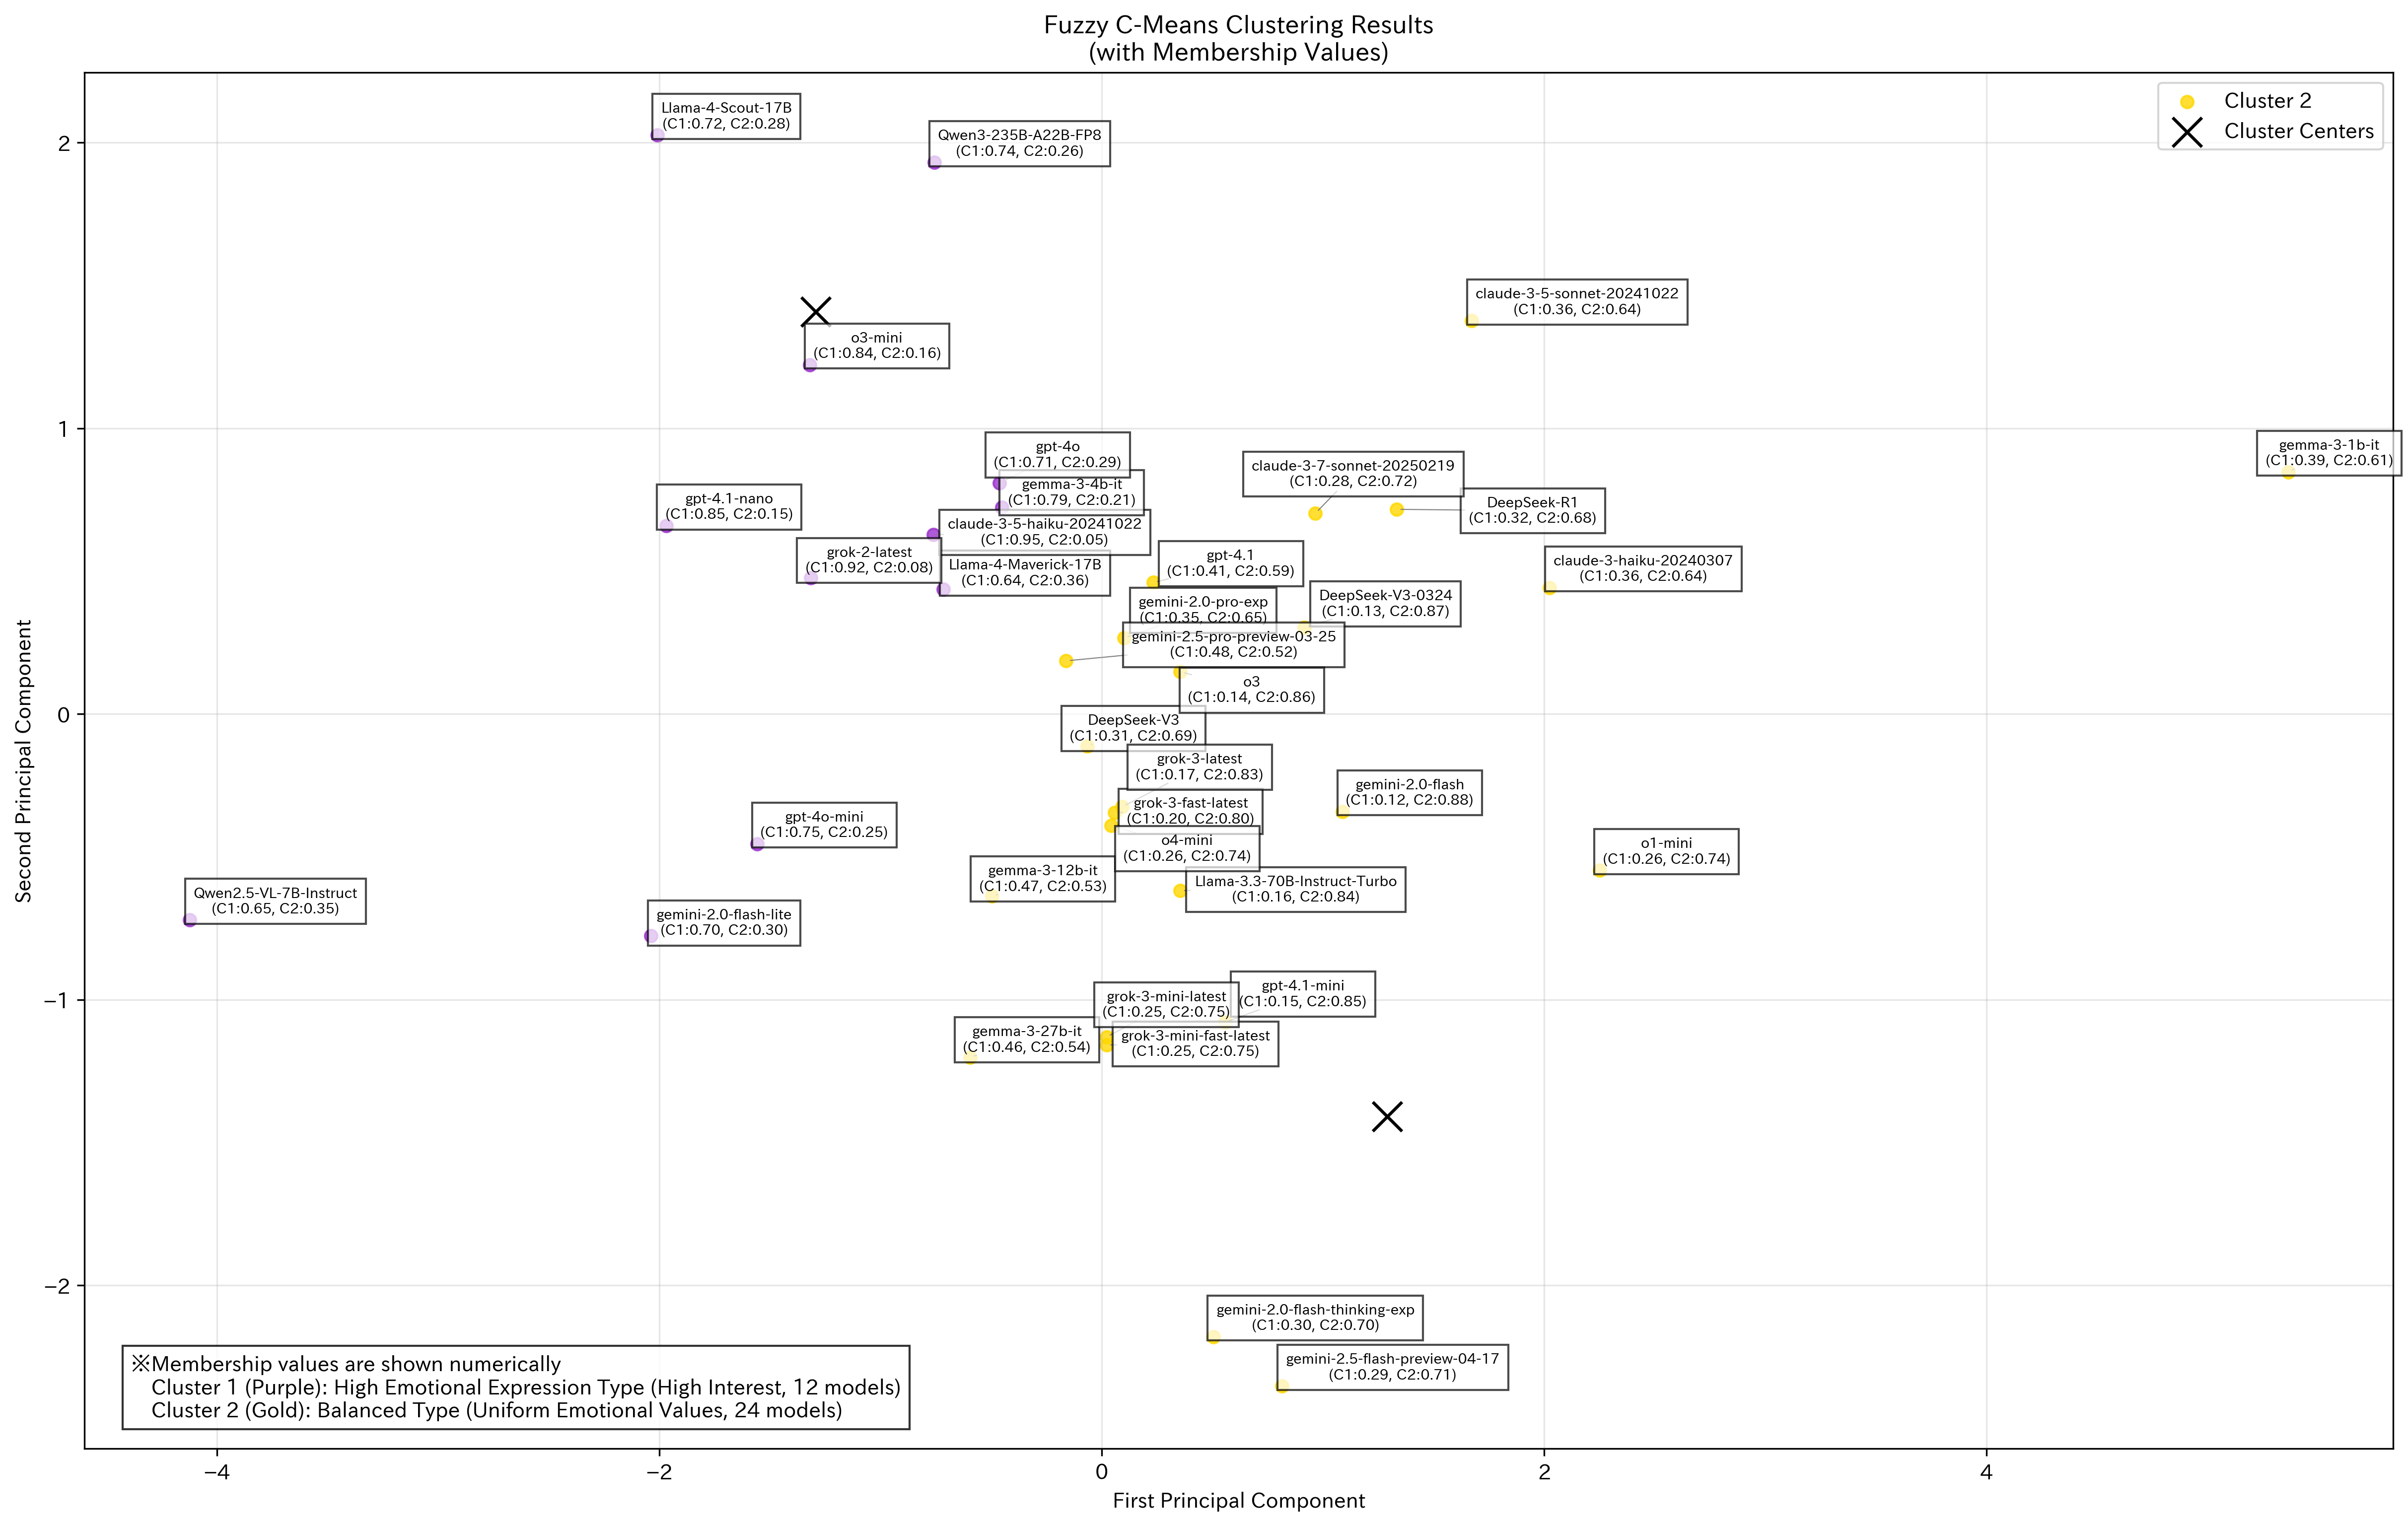 Fuzzy C-Means Clustering Results
(with Membership Values)
Cluster 2
Cluster Centers
Llama-4-Scout-17B
(C1:0.72, C2:0.28)
Qwen3-235B-A22B-FP8
(C1:0.74, C2:0.26)
claude-3-5-sonnet-20241022
(C1:0.36, C2:0.64)
o3-mini
(C1:0.84, C2:0.16)
gpt-4o
(C1:0.71, C2:0.29)
gemma-3-1b-it
(C1:0.39, C2:0.61)
claude-3-7-sonnet-20250219
(C1:0.28, C2:0.72)
gemma-3-4b-it
(C1:0.79, C2:0.21)
gpt-4.1-nano
(C1:0.85, C2:0.15)
DeepSeek-R1
(C1:0.32, C2:0.68)
claude-3-5-haiku-20241022
(C1:0.95, C2:0.05)
grok-2-latest
(C1:0.92, C2:0.08)
Llama-4-Maverick-17B
(C1:0.64, C2:0.36)
gpt-4.1
(C1:0.41, C2:0.59)
claude-3-haiku-20240307
(C1:0.36, C2:0.64)
gemini-2.0-pro-exp
(C1:0.35, C2:0.65)
DeepSeek-V3-0324
(C1:0.13, C2:0.87)
gemini-2.5-pro-preview-03-25
(C1:0.48, C2:0.52)
o3
(C1:0.14, C2:0.86)
DeepSeek-V3
(C1:0.31, C2:0.69)
grok-3-latest
(C1:0.17, C2:0.83)
gemini-2.0-flash
(C1:0.12, C2:0.88)
grok-3-fast-latest
(C1:0.20, C2:0.80)
gpt-4o-mini
(C1:0.75, C2:0.25)
o4-mini
(C1:0.26, C2:0.74)
o1-mini
(C1:0.26, C2:0.74)
gemma-3-12b-it
(C1:0.47, C2:0.53)
Llama-3.3-70B-Instruct-Turbo
(C1:0.16, C2:0.84)
Qwen2.5-VL-7B-Instruct
(C1:0.65, C2:0.35)
gemini-2.0-flash-lite
(C1:0.70, C2:0.30)
gpt-4.1-mini
(C1:0.15, C2:0.85)
grok-3-mini-latest
(C1:0.25, C2:0.75)
gemma-3-27b-it
(C1:0.46, C2:0.54)
grok-3-mini-fast-latest
(C1:0.25, C2:0.75)
gemini-2.0-flash-thinking-exp
(C1:0.30, C2:0.70)
gemini-2.5-flash-preview-04-17
(C1:0.29, C2:0.71)
※Membership values are shown numerically
Cluster 1 (Purple): High Emotional Expression Type (High Interest, 12 models)
Cluster 2 (Gold): Balanced Type (Uniform Emotional Values, 24 models)
2
1
0
−1
−2
Second Principal Component
−4
−2
0
2
4
First Principal Component